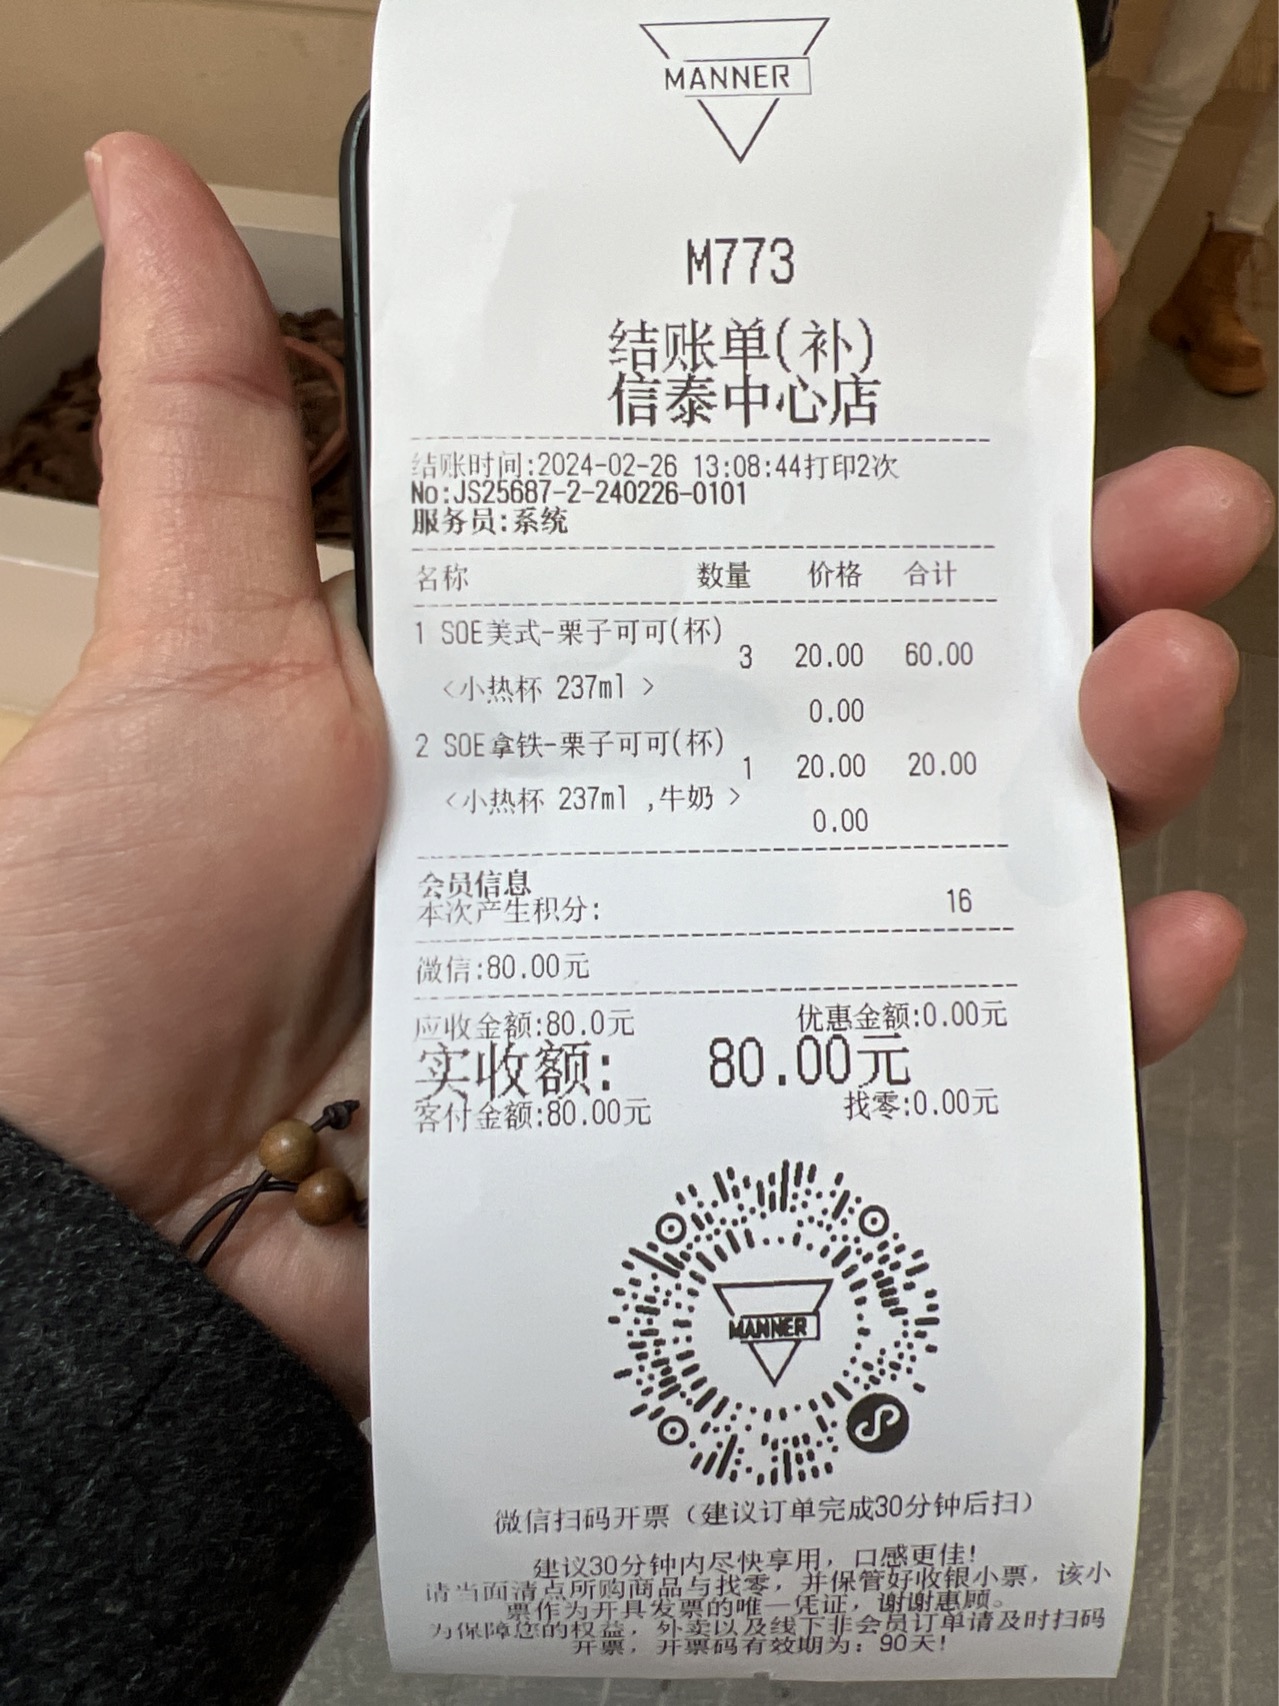 MANNER
M773
结账单(补)
信泰中心店
结账时间:2024-02-26 13:08:44打印2次
No:JS25687-2-240226-0101
服务员:系统
名称 数量 价格 合计
1 SOE美式-栗子可可(杯)
3 20.00 60.00
<小热杯 237ml >
0.00
2 SOE拿铁-栗子可可(杯)
1 20.00 20.00
<小热杯 237ml ,牛奶 >
0.00
会员信息
本次产生积分: 16
微信:80.00元
应收金额:80.0元 优惠金额:0.00元
实收额: 80.00元
客付金额:80.00元 找零:0.00元
MANNER
微信扫码开票（建议订单完成30分钟后扫）
建议30分钟内尽快享用，口感更佳!
请当面清点所购商品与找零，并保管好收银小票，该小
票作为开具发票的唯一凭证，谢谢惠顾。
为保障您的权益，外卖以及线下非会员订单请及时扫码
开票，开票码有效期为：90天!